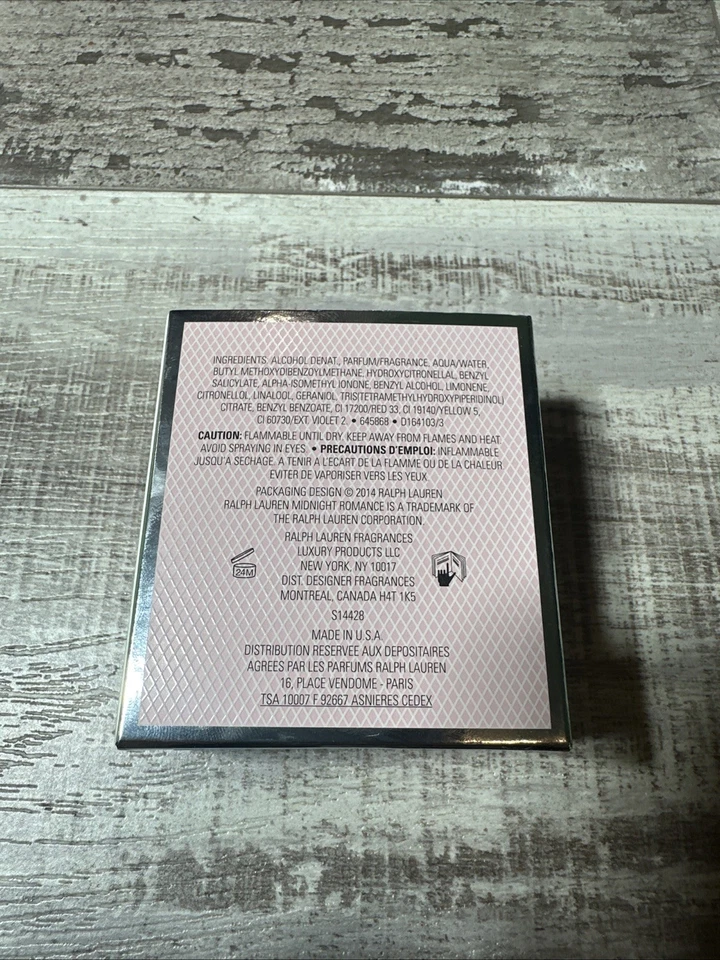 INGREDIENTS: ALCOHOL DENAT., PARFUM/FRAGRANCE, AQUA/WATER,
BUTYL METHOXYDIBENZOYLMETHANE, HYDROXYCITRONELLAL, BENZYL
SALICYLATE, ALPHA-ISOMETHYL IONONE, BENZYL ALCOHOL, LIMONENE,
CITRONELLOL, LINALOOL, GERANIOL, TRIS(TETRAMETHYLHYDROXYPIPERIDINOL)
CITRATE, BENZYL BENZOATE, CI 17200/RED 33, CI 19140/YELLOW 5,
CI 60730/EXT. VIOLET 2. • 645868 • D164103/3
CAUTION: FLAMMABLE UNTIL DRY. KEEP AWAY FROM FLAMES AND HEAT.
AVOID SPRAYING IN EYES. • PRECAUTIONS D'EMPLOI: INFLAMMABLE
JUSQU'A SECHAGE. A TENIR A L'ECART DE LA FLAMME OU DE LA CHALEUR.
EVITER DE VAPORISER VERS LES YEUX.
PACKAGING DESIGN © 2014 RALPH LAUREN
RALPH LAUREN MIDNIGHT ROMANCE IS A TRADEMARK OF
THE RALPH LAUREN CORPORATION.
RALPH LAUREN FRAGRANCES
LUXURY PRODUCTS LLC
NEW YORK, NY 10017
24M
DIST. DESIGNER FRAGRANCES
MONTREAL, CANADA H4T 1K5
S14428
MADE IN U.S.A.
DISTRIBUTION RESERVEE AUX DEPOSITAIRES
AGREES PAR LES PARFUMS RALPH LAUREN
16, PLACE VENDOME - PARIS
TSA 10007 F 92667 ASNIERES CEDEX